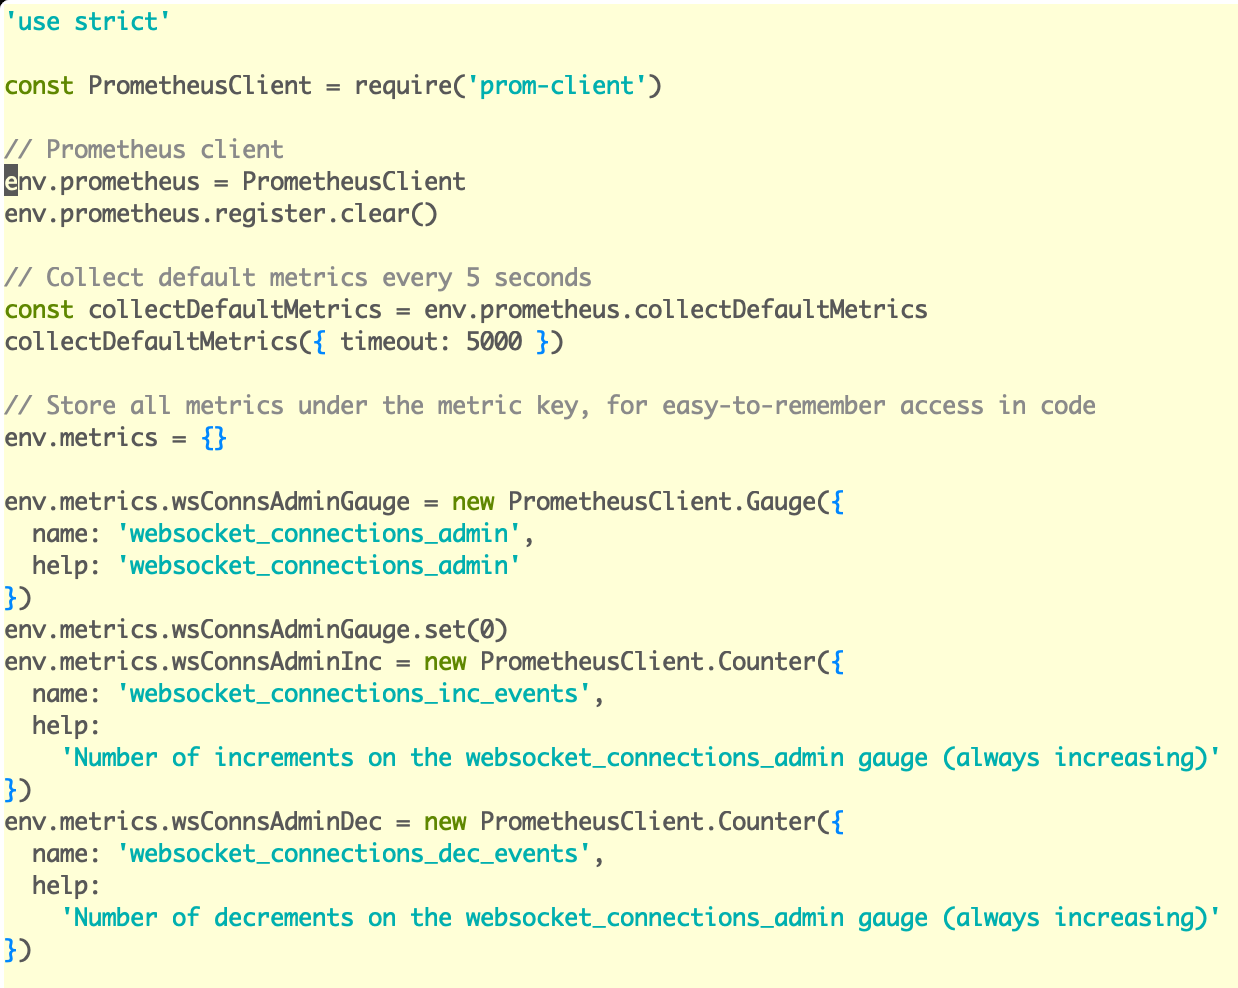 'use strict'
const PrometheusClient = require('prom-client')
// Prometheus client
env.prometheus = PrometheusClient
env.prometheus.register.clear()
// Collect default metrics every 5 seconds
const collectDefaultMetrics = env.prometheus.collectDefaultMetrics
collectDefaultMetrics({ timeout: 5000 })
// Store all metrics under the metric key, for easy-to-remember access in code
env.metrics = {}
env.metrics.wsConnsAdminGauge = new PrometheusClient.Gauge({
  name: 'websocket_connections_admin',
  help: 'websocket_connections_admin'
})
env.metrics.wsConnsAdminGauge.set(0)
env.metrics.wsConnsAdminInc = new PrometheusClient.Counter({
  name: 'websocket_connections_inc_events',
  help:
    'Number of increments on the websocket_connections_admin gauge (always increasing)'
})
env.metrics.wsConnsAdminDec = new PrometheusClient.Counter({
  name: 'websocket_connections_dec_events',
  help:
    'Number of decrements on the websocket_connections_admin gauge (always increasing)'
})